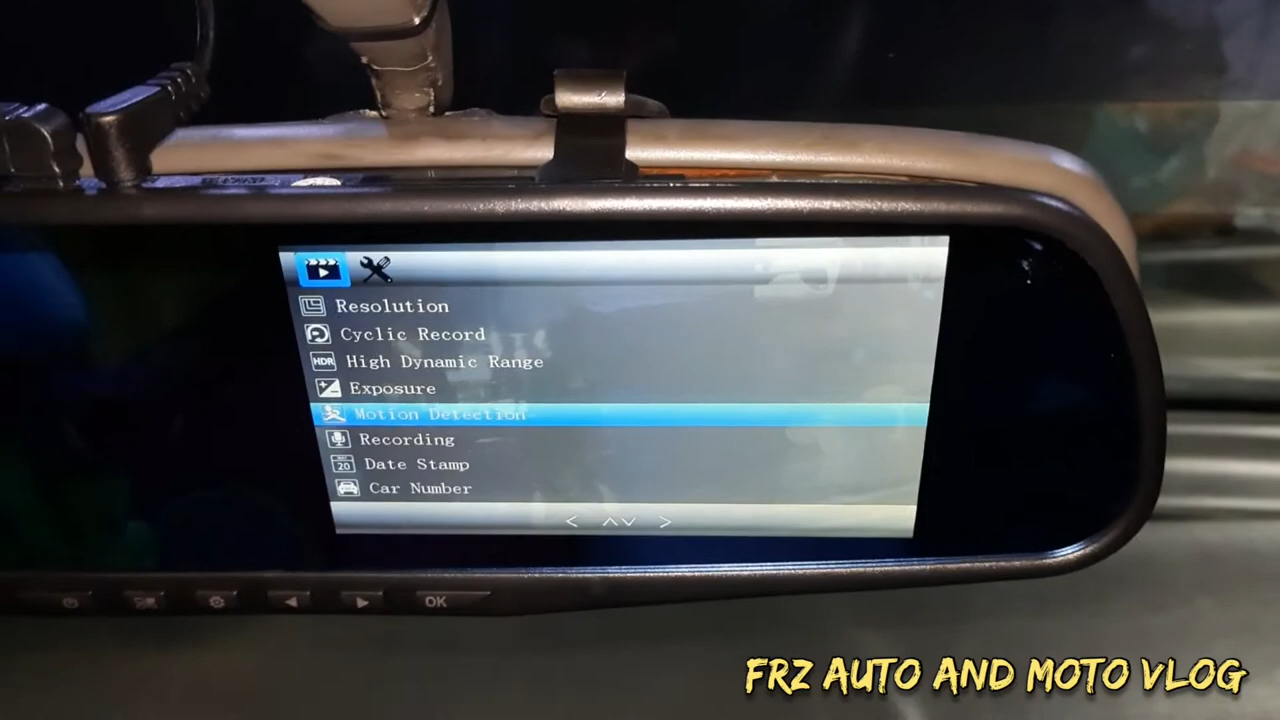 Resolution
Cyclic Record
HDR High Dynamic Range
Exposure
Motion Detection
Recording
20 Date Stamp
Car Number
OK
FRZ AUTO AND MOTO VLOG